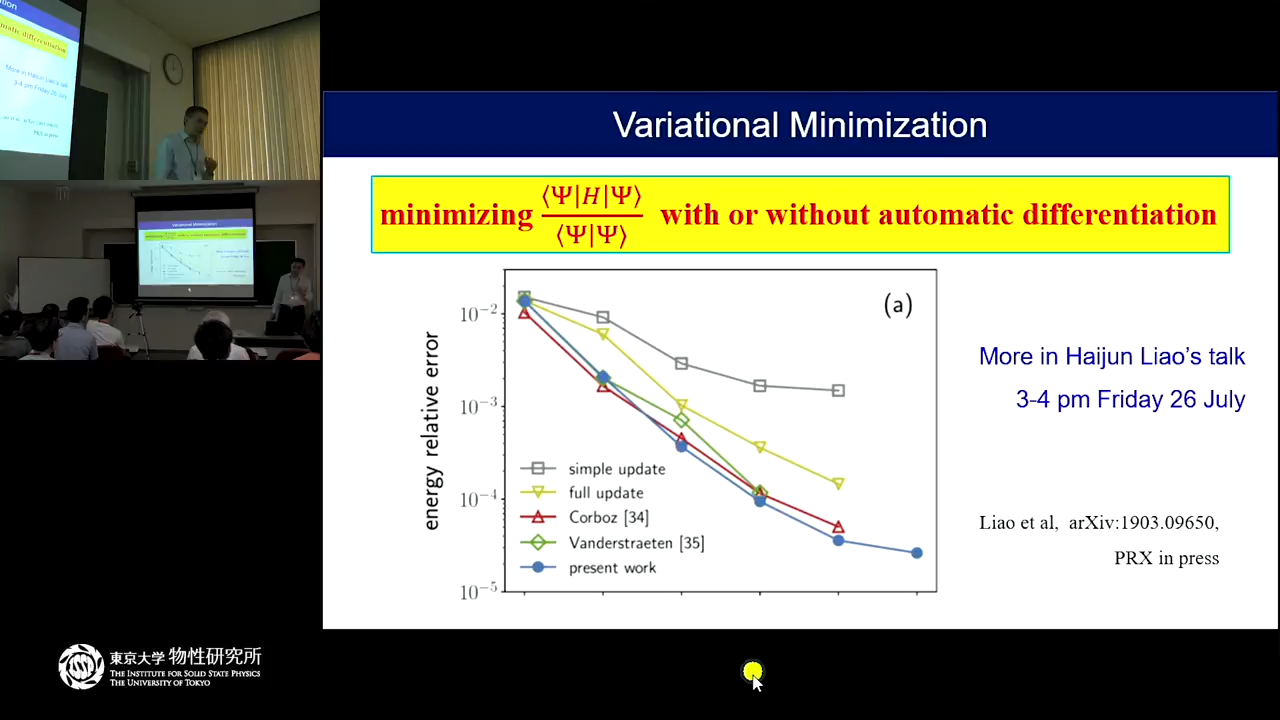 Variational Minimization
minimizing ⟨Ψ|H|Ψ⟩ / ⟨Ψ|Ψ⟩ with or without automatic differentiation
(a)
energy relative error
10⁻²
10⁻³
10⁻⁴
10⁻⁵
simple update
full update
Corboz [34]
Vanderstraeten [35]
present work
More in Haijun Liao's talk
3-4 pm Friday 26 July
Liao et al, arXiv:1903.09650,
PRX in press
東京大学 物性研究所
THE INSTITUTE FOR SOLID STATE PHYSICS
THE UNIVERSITY OF TOKYO